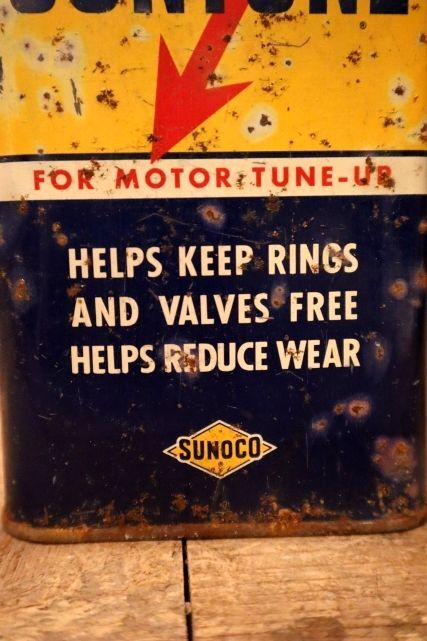 FOR MOTOR TUNE-UP
HELPS KEEP RINGS
AND VALVES FREE
HELPS REDUCE WEAR
SUNOCO